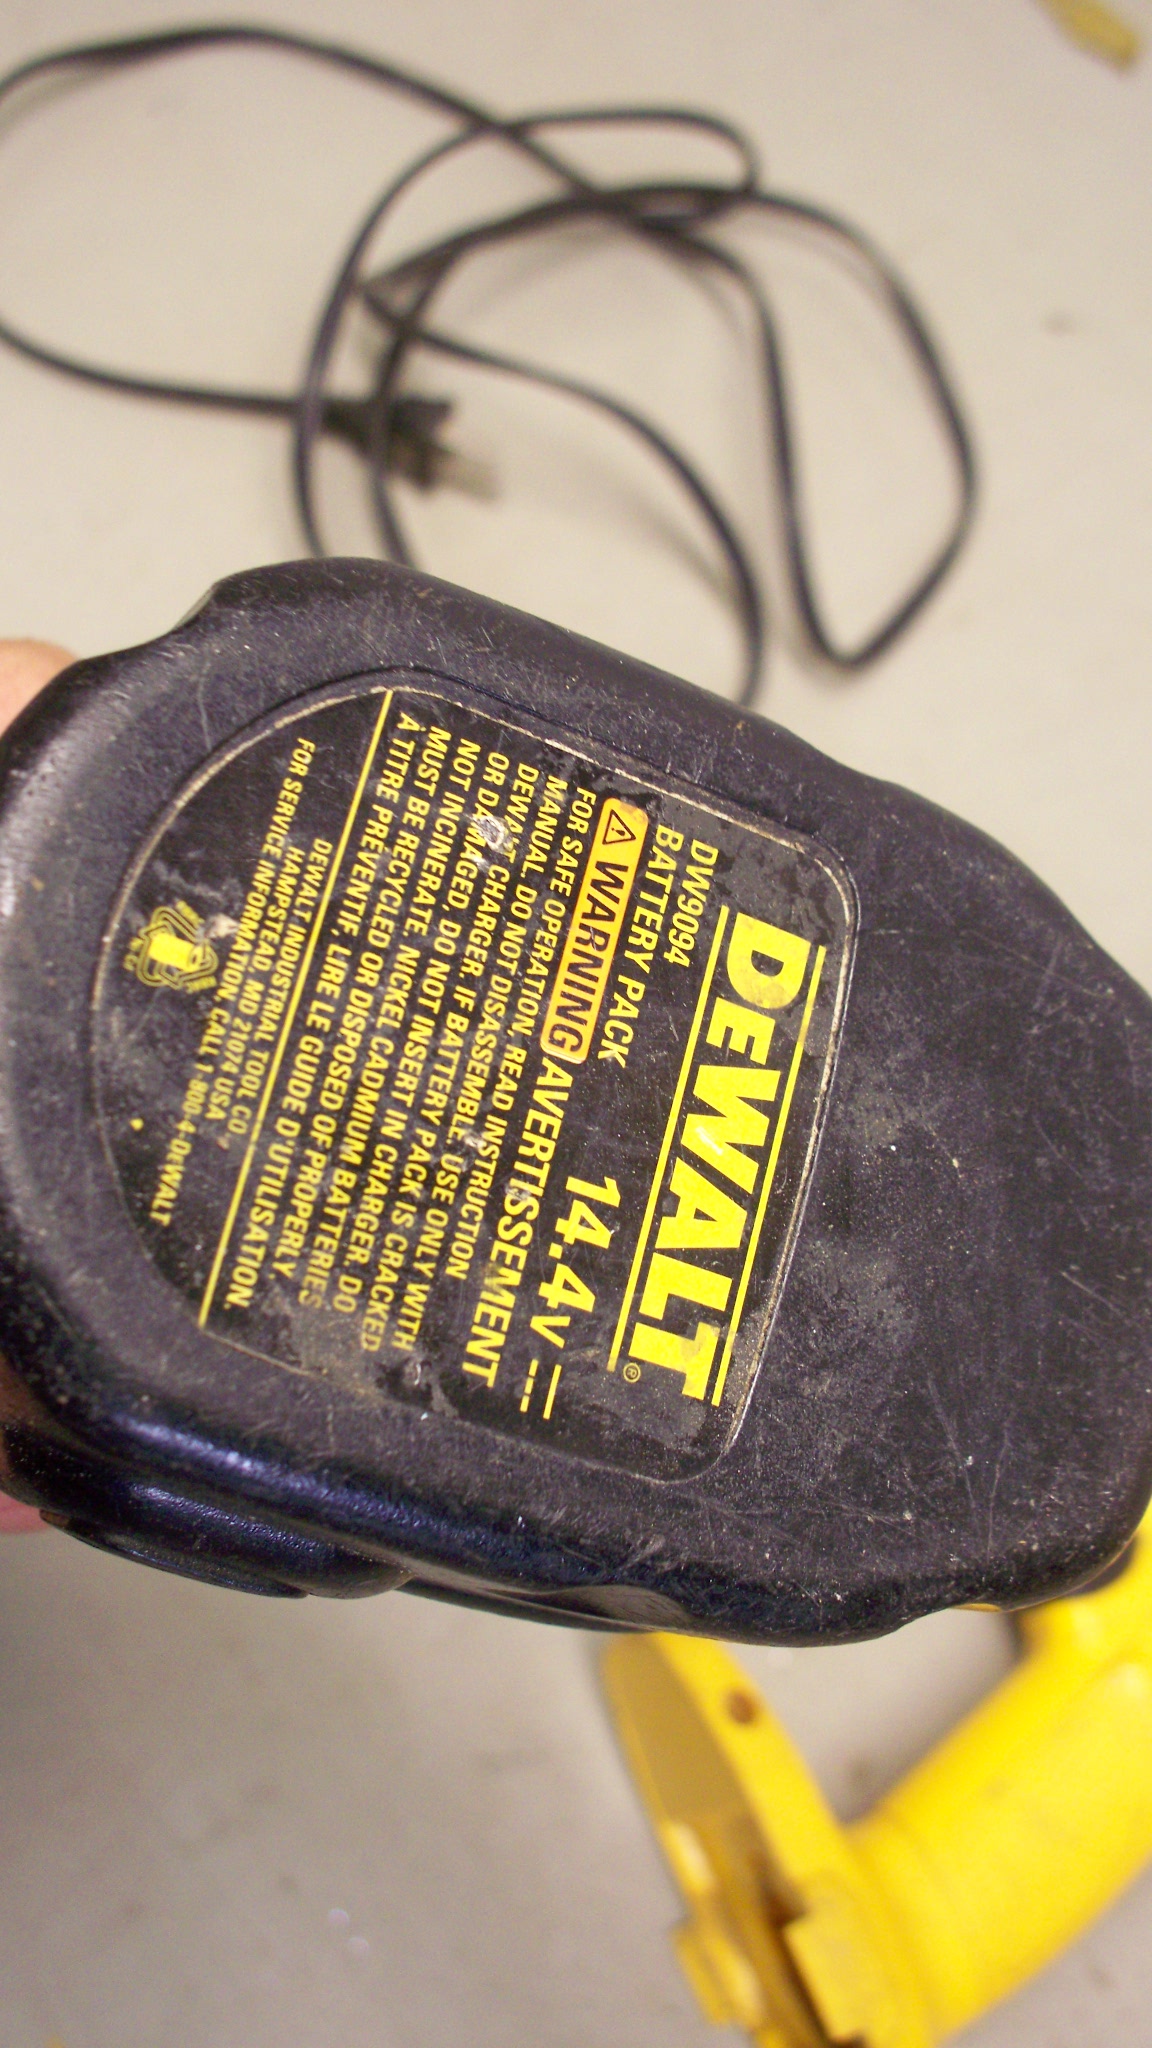 DEWALT®
DW9094
BATTERY PACK 14.4V
WARNING AVERTISSEMENT
FOR SAFE OPERATION, READ INSTRUCTION
MANUAL. DO NOT DISASSEMBLE. USE ONLY WITH
DEWALT CHARGER. IF BATTERY PACK IS CRACKED
OR DAMAGED, DO NOT INSERT IN CHARGER. DO
NOT INCINERATE. NICKEL CADMIUM BATTERIES
MUST BE RECYCLED OR DISPOSED OF PROPERLY.
À TITRE PRÉVENTIF, LIRE LE GUIDE D'UTILISATION.
DEWALT INDUSTRIAL TOOL CO
HAMPSTEAD, MD 21074 USA
FOR SERVICE INFORMATION, CALL 1-800-4-DEWALT